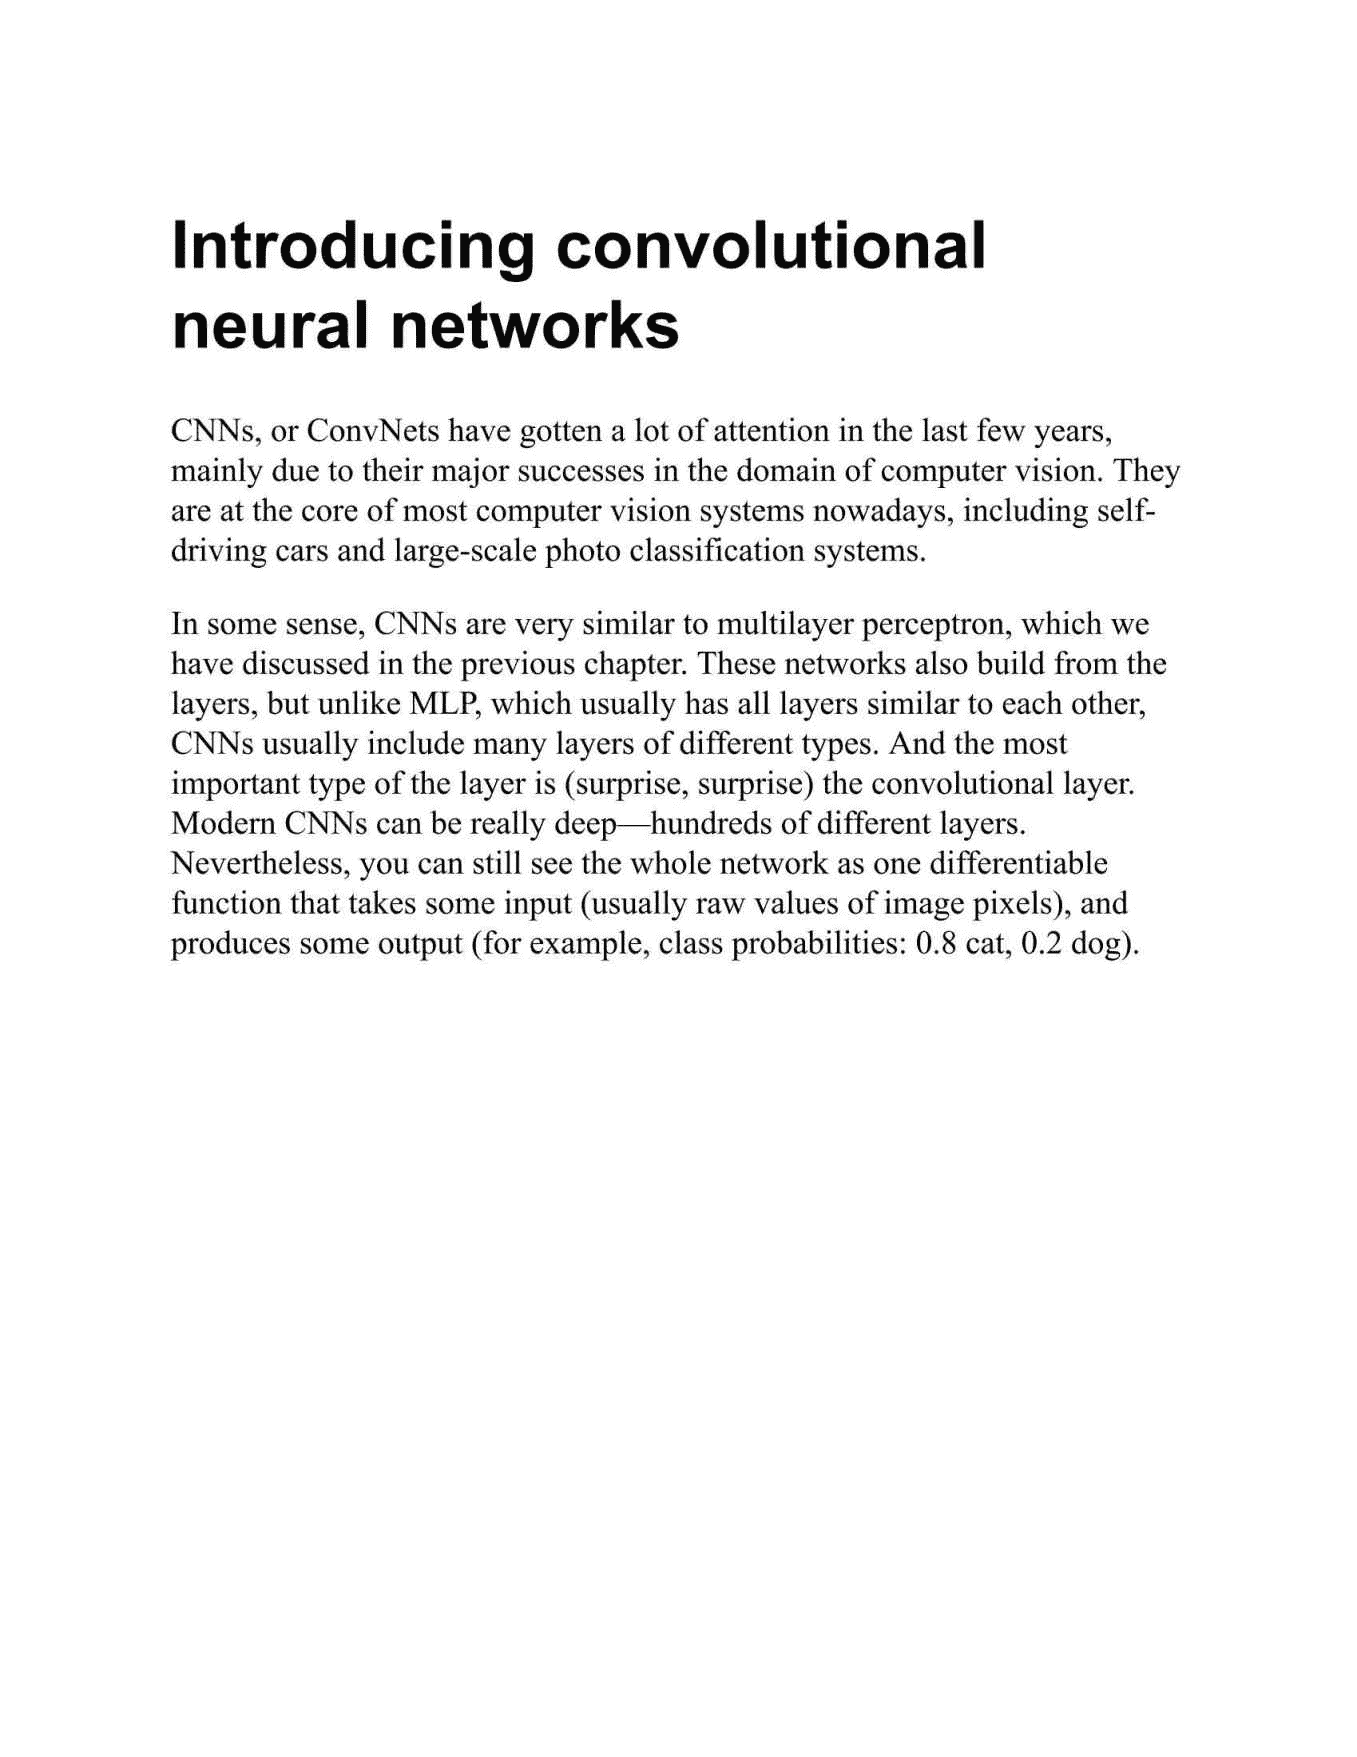 Introducing convolutional
neural networks
CNNs, or ConvNets have gotten a lot of attention in the last few years,
mainly due to their major successes in the domain of computer vision. They
are at the core of most computer vision systems nowadays, including self-
driving cars and large-scale photo classification systems.
In some sense, CNNs are very similar to multilayer perceptron, which we
have discussed in the previous chapter. These networks also build from the
layers, but unlike MLP, which usually has all layers similar to each other,
CNNs usually include many layers of different types. And the most
important type of the layer is (surprise, surprise) the convolutional layer.
Modern CNNs can be really deep—hundreds of different layers.
Nevertheless, you can still see the whole network as one differentiable
function that takes some input (usually raw values of image pixels), and
produces some output (for example, class probabilities: 0.8 cat, 0.2 dog).